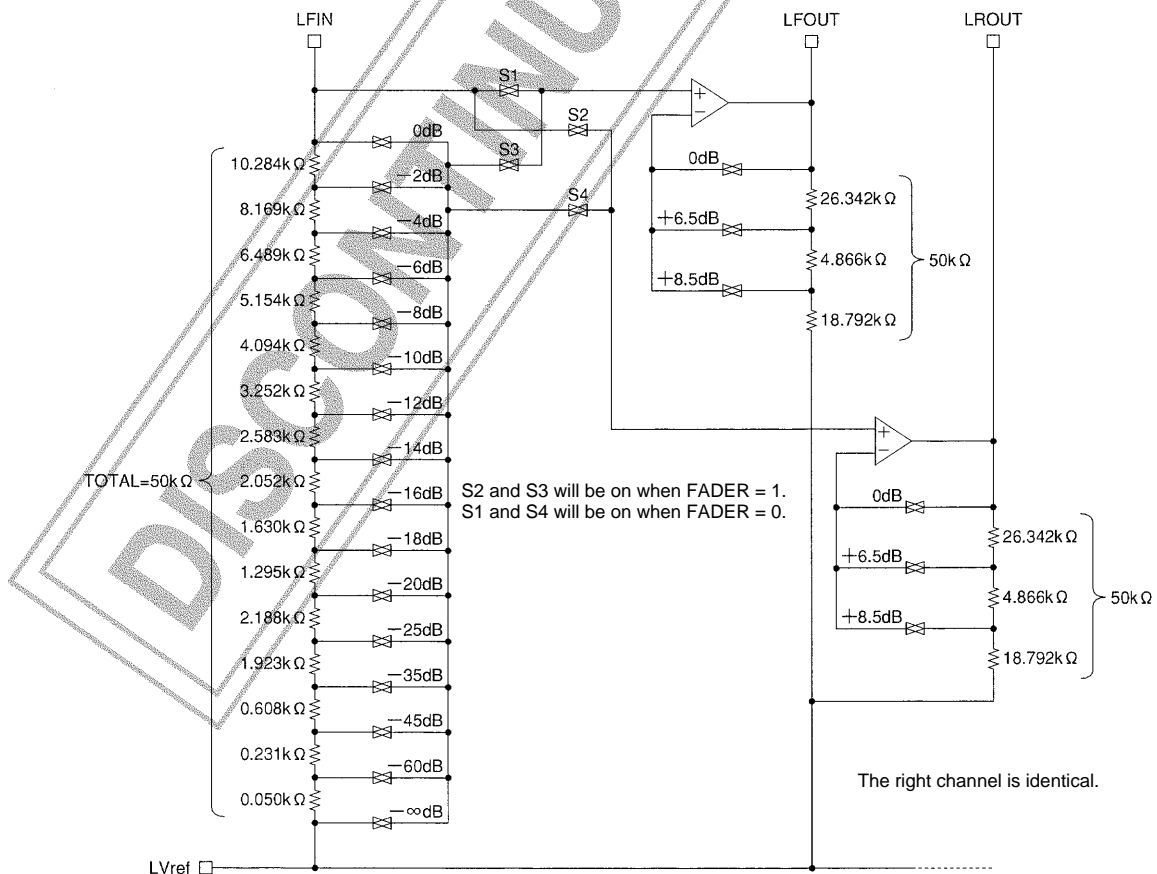 LFIN
LFOUT
LROUT
S1
S2
S3
S4
0dB
10.284kΩ
−2dB
8.169kΩ
−4dB
6.489kΩ
−6dB
5.154kΩ
−8dB
4.094kΩ
−10dB
3.252kΩ
−12dB
2.583kΩ
−14dB
TOTAL=50kΩ
2.052kΩ
−16dB
1.630kΩ
−18dB
1.295kΩ
−20dB
2.188kΩ
−25dB
1.923kΩ
−35dB
0.608kΩ
−45dB
0.231kΩ
−60dB
0.050kΩ
−∞dB
LVref
+
−
0dB
26.342kΩ
+6.5dB
4.866kΩ
50kΩ
+8.5dB
18.792kΩ
S2 and S3 will be on when FADER = 1.
S1 and S4 will be on when FADER = 0.
+
−
0dB
26.342kΩ
+6.5dB
4.866kΩ
50kΩ
+8.5dB
18.792kΩ
The right channel is identical.
DISCONTINU